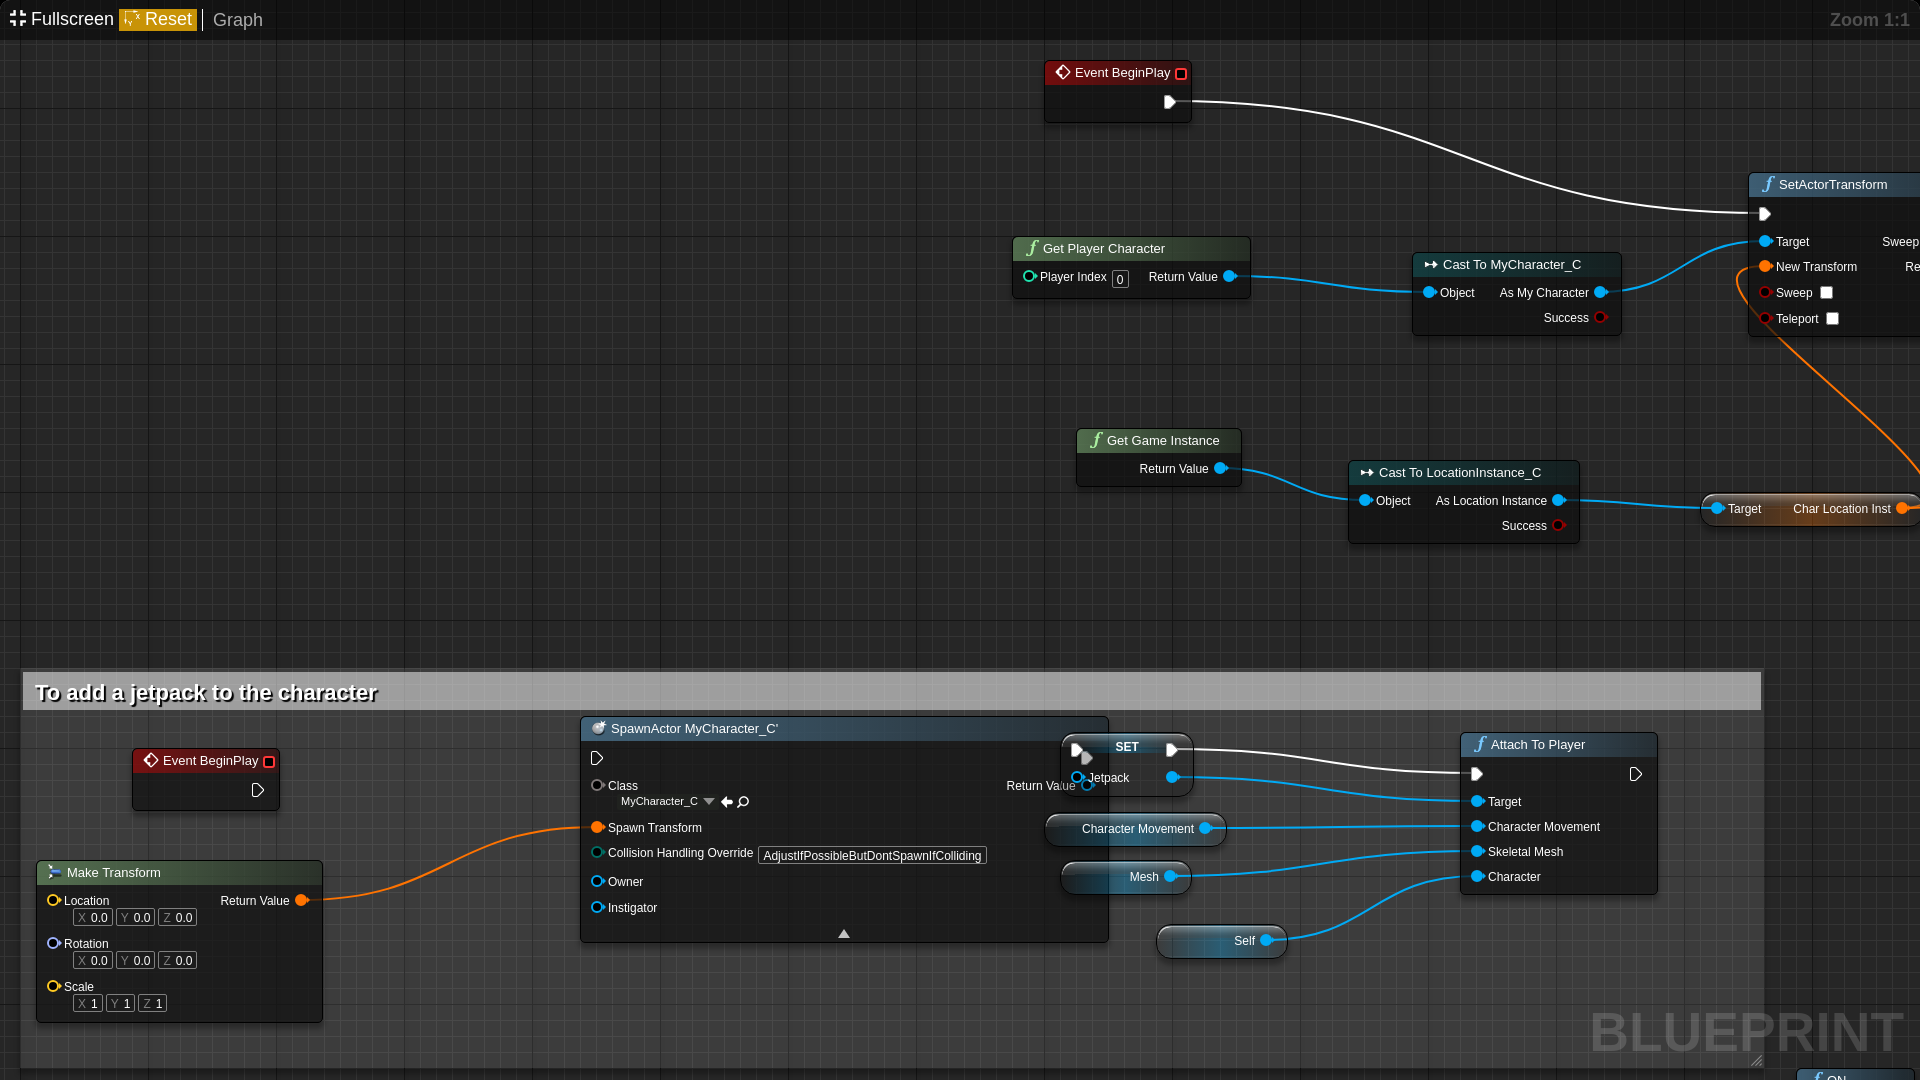 Fullscreen Reset Graph Zoom 1:1
Event BeginPlay
SetActorTransform
Target Sweep
New Transform Re
Sweep
Teleport
Get Player Character
Player Index 0 Return Value
Cast To MyCharacter_C
Object As My Character
Success
Get Game Instance
Return Value
Cast To LocationInstance_C
Object As Location Instance
Success
Target Char Location Inst
To add a jetpack to the character
Event BeginPlay
Make Transform
Location Return Value
X 0.0 Y 0.0 Z 0.0
Rotation
X 0.0 Y 0.0 Z 0.0
Scale
X 1 Y 1 Z 1
SpawnActor MyCharacter_C'
Class Return Value
MyCharacter_C
Spawn Transform
Collision Handling Override AdjustIfPossibleButDontSpawnIfColliding
Owner
Instigator
SET
Jetpack
Character Movement
Mesh
Self
Attach To Player
Target
Character Movement
Skeletal Mesh
Character
BLUEPRINT
ON